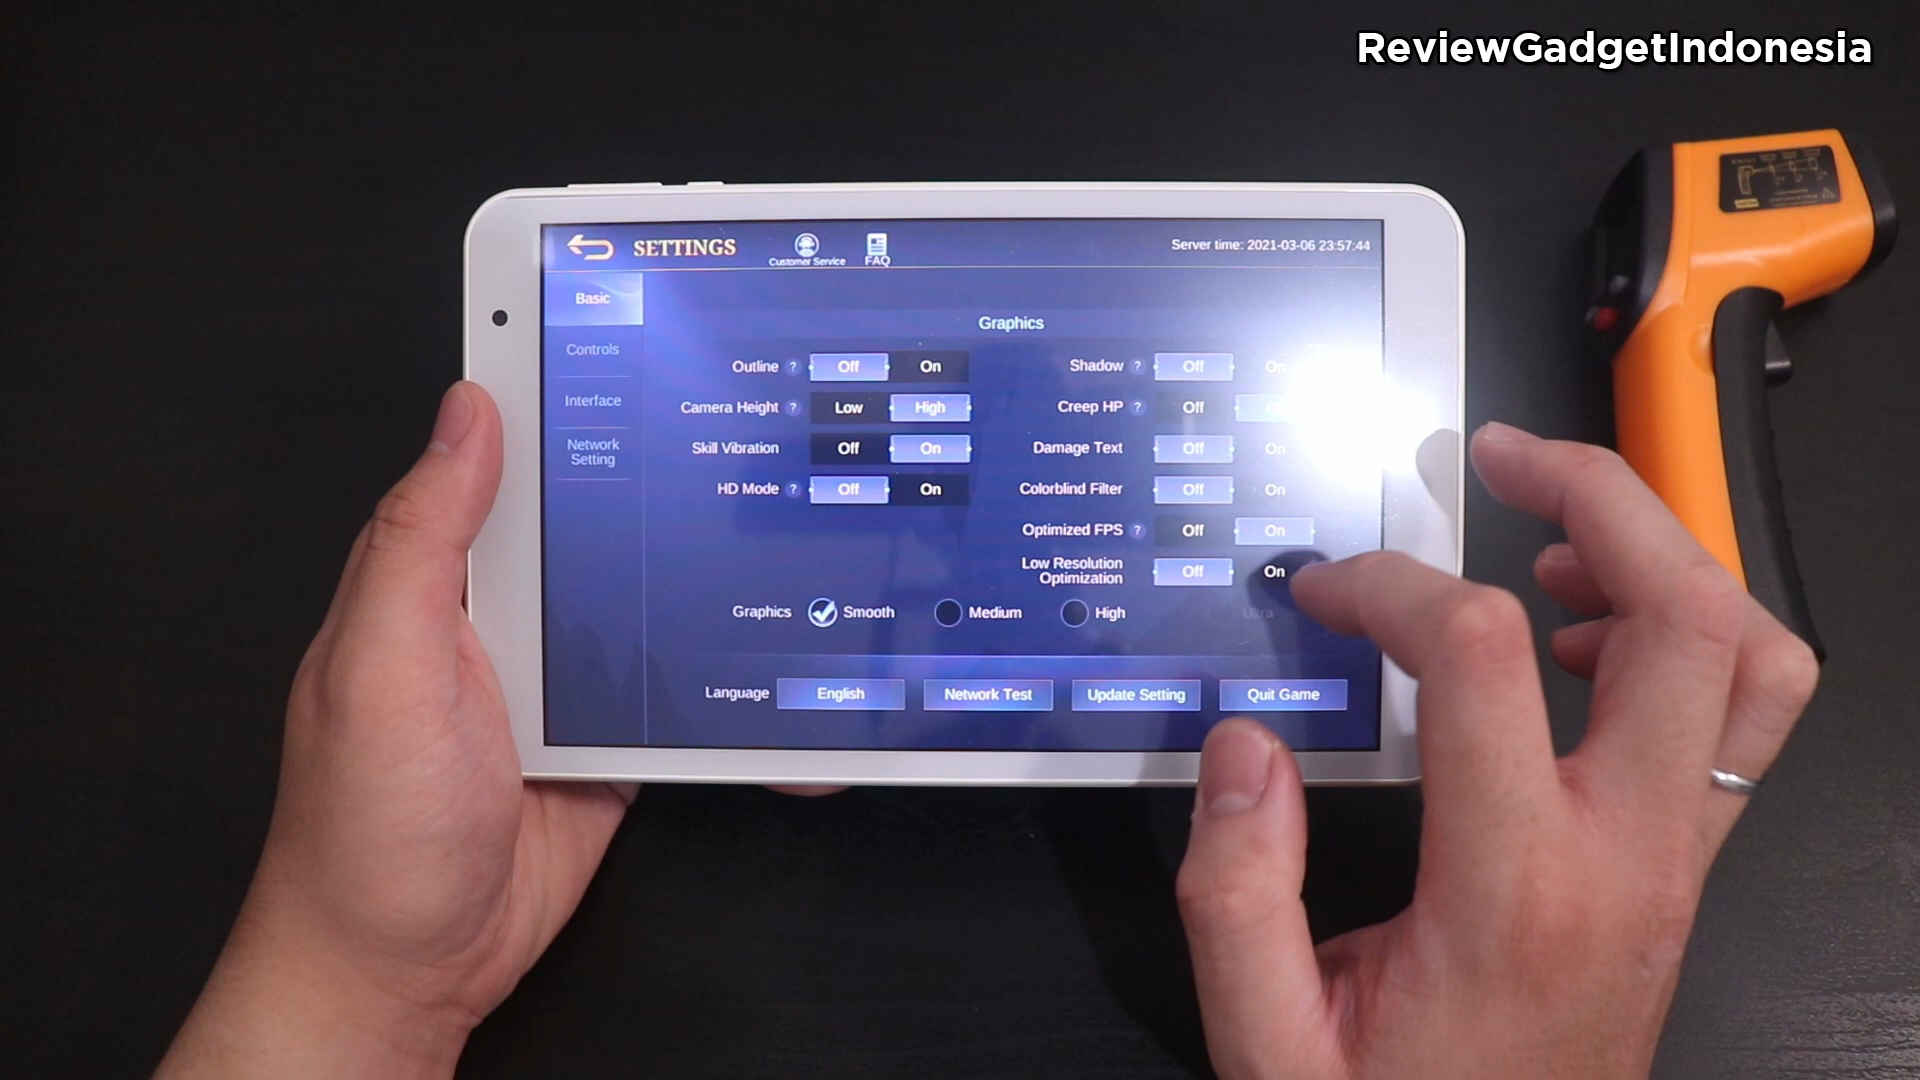 ReviewGadgetIndonesia
SETTINGS
Customer Service
FAQ
Server time: 2021-03-06 23:57:44
Basic
Controls
Interface
Network
Setting
Graphics
Outline ? Off On
Shadow ? Off On
Camera Height ? Low High
Creep HP ? Off
Skill Vibration Off On
Damage Text Off On
HD Mode ? Off On
Colorblind Filter Off On
Optimized FPS ? Off On
Low Resolution
Optimization Off On
Graphics Smooth Medium High Ultra
Language English Network Test Update Setting Quit Game